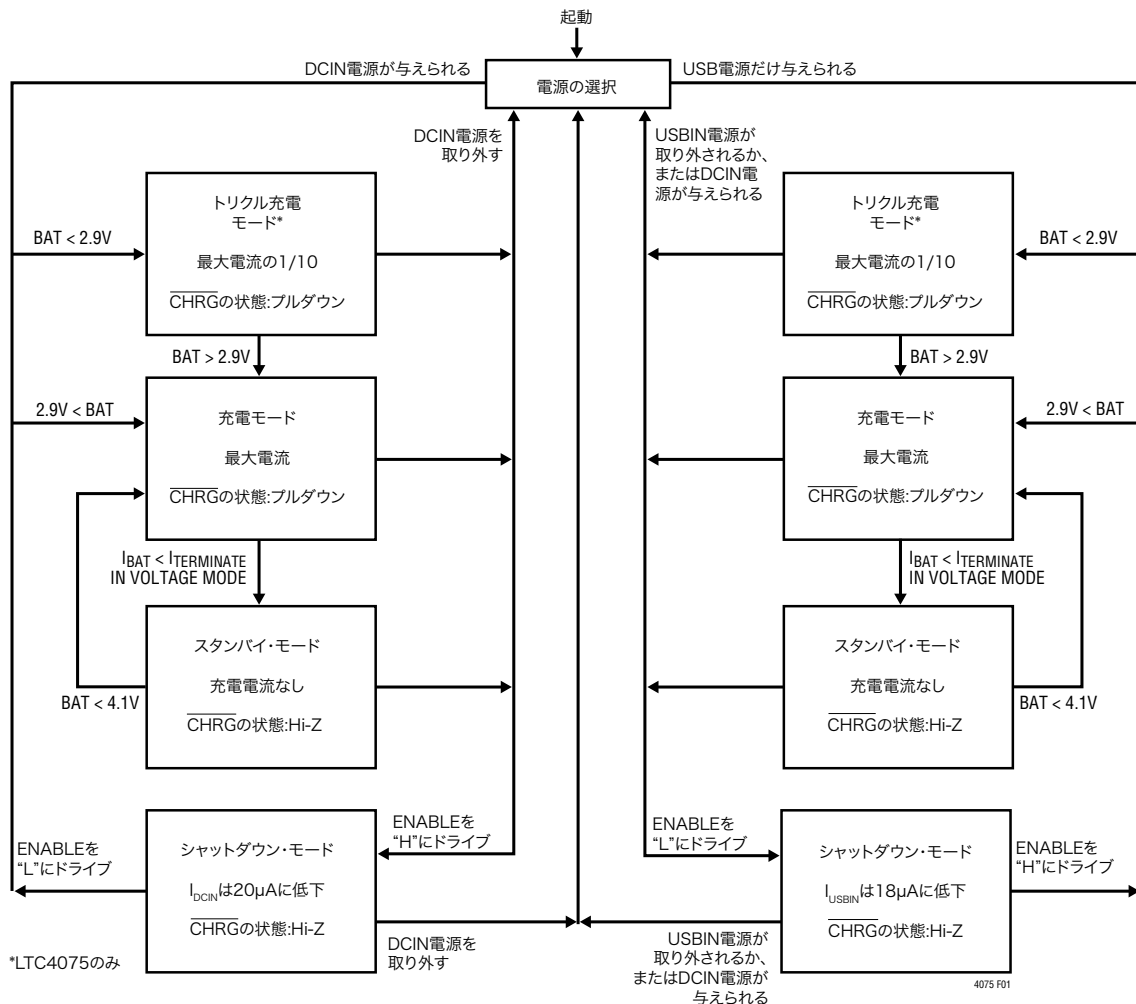 起動
DCIN電源が与えられる
電源の選択
USB電源だけ与えられる
DCIN電源を
取り外す
USBIN電源が
取り外されるか、
またはDCIN電
源が与えられる
BAT < 2.9V
トリクル充電
モード*
最大電流の1/10
CHRGの状態:プルダウン
トリクル充電
モード*
最大電流の1/10
CHRGの状態:プルダウン
BAT < 2.9V
BAT > 2.9V
BAT > 2.9V
2.9V < BAT
充電モード
最大電流
CHRGの状態:プルダウン
充電モード
最大電流
CHRGの状態:プルダウン
2.9V < BAT
IBAT < ITERMINATE
IN VOLTAGE MODE
IBAT < ITERMINATE
IN VOLTAGE MODE
スタンバイ・モード
充電電流なし
CHRGの状態:Hi-Z
BAT < 4.1V
スタンバイ・モード
充電電流なし
CHRGの状態:Hi-Z
BAT < 4.1V
ENABLEを
“L”にドライブ
シャットダウン・モード
IDCINは20µAに低下
CHRGの状態:Hi-Z
ENABLEを
“H”にドライブ
DCIN電源を
取り外す
ENABLEを
“L”にドライブ
シャットダウン・モード
IUSBINは18µAに低下
CHRGの状態:Hi-Z
ENABLEを
“H”にドライブ
USBIN電源が
取り外されるか、
またはDCIN電源が
与えられる
*LTC4075のみ
4075 F01